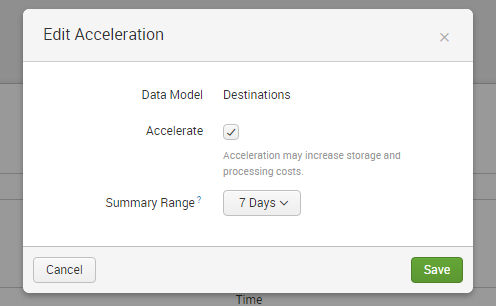 Edit Acceleration ×
Data Model Destinations
Accelerate
Acceleration may increase storage and
processing costs.
Summary Range? 7 Days
Cancel Save
Time